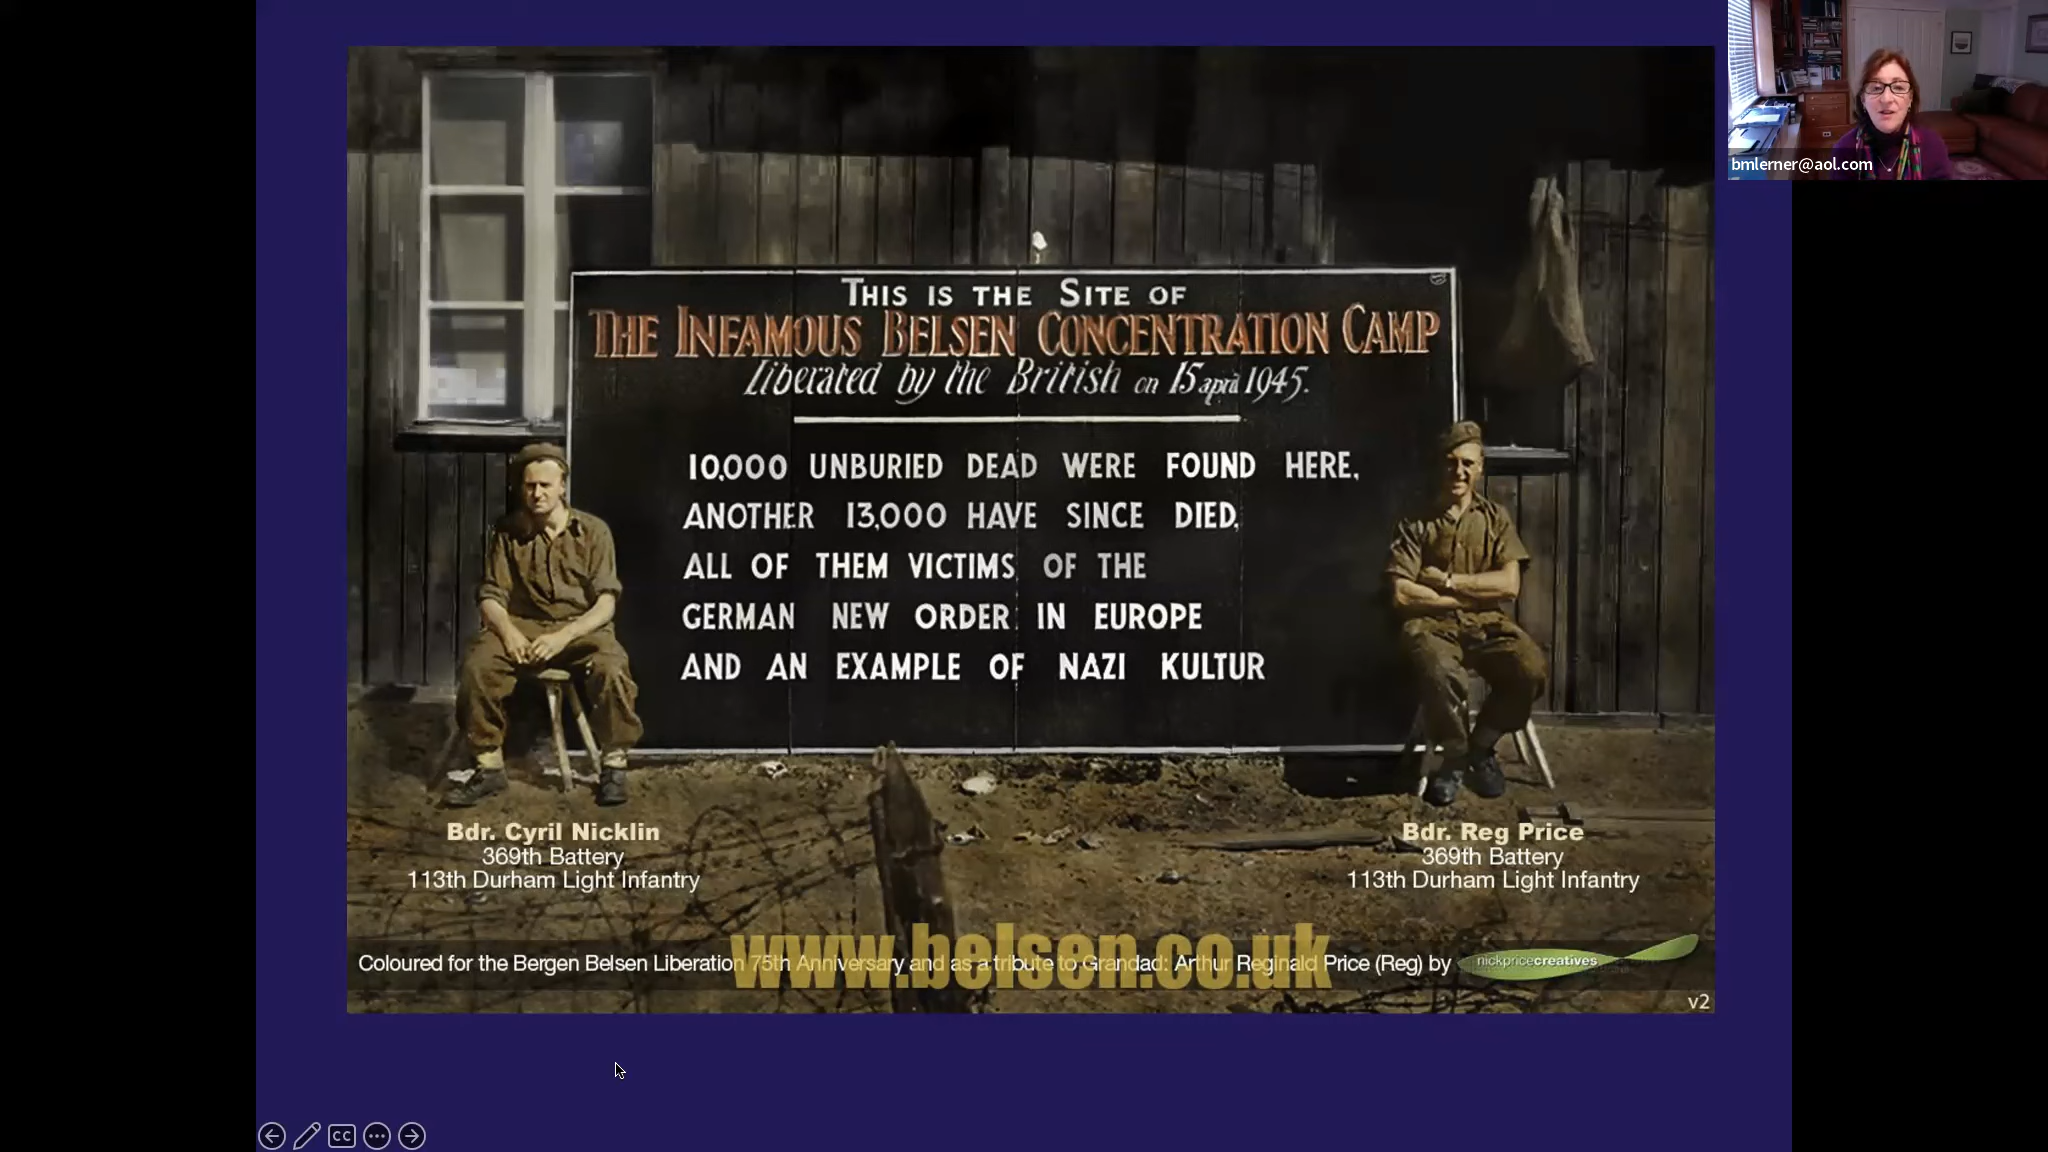 bmlerner@aol.com
THIS IS THE SITE OF
THE INFAMOUS BELSEN CONCENTRATION CAMP
Liberated by the British on 15 april 1945.
10,000 UNBURIED DEAD WERE FOUND HERE,
ANOTHER 13,000 HAVE SINCE DIED,
ALL OF THEM VICTIMS OF THE
GERMAN NEW ORDER IN EUROPE
AND AN EXAMPLE OF NAZI KULTUR
Bdr. Cyril Nicklin
369th Battery
113th Durham Light Infantry
Bdr. Reg Price
369th Battery
113th Durham Light Infantry
www.belsen.co.uk
Coloured for the Bergen Belsen Liberation 75th Anniversary and as a tribute to Grandad: Arthur Reginald Price (Reg) by
nickpricecreatives
v2
CC